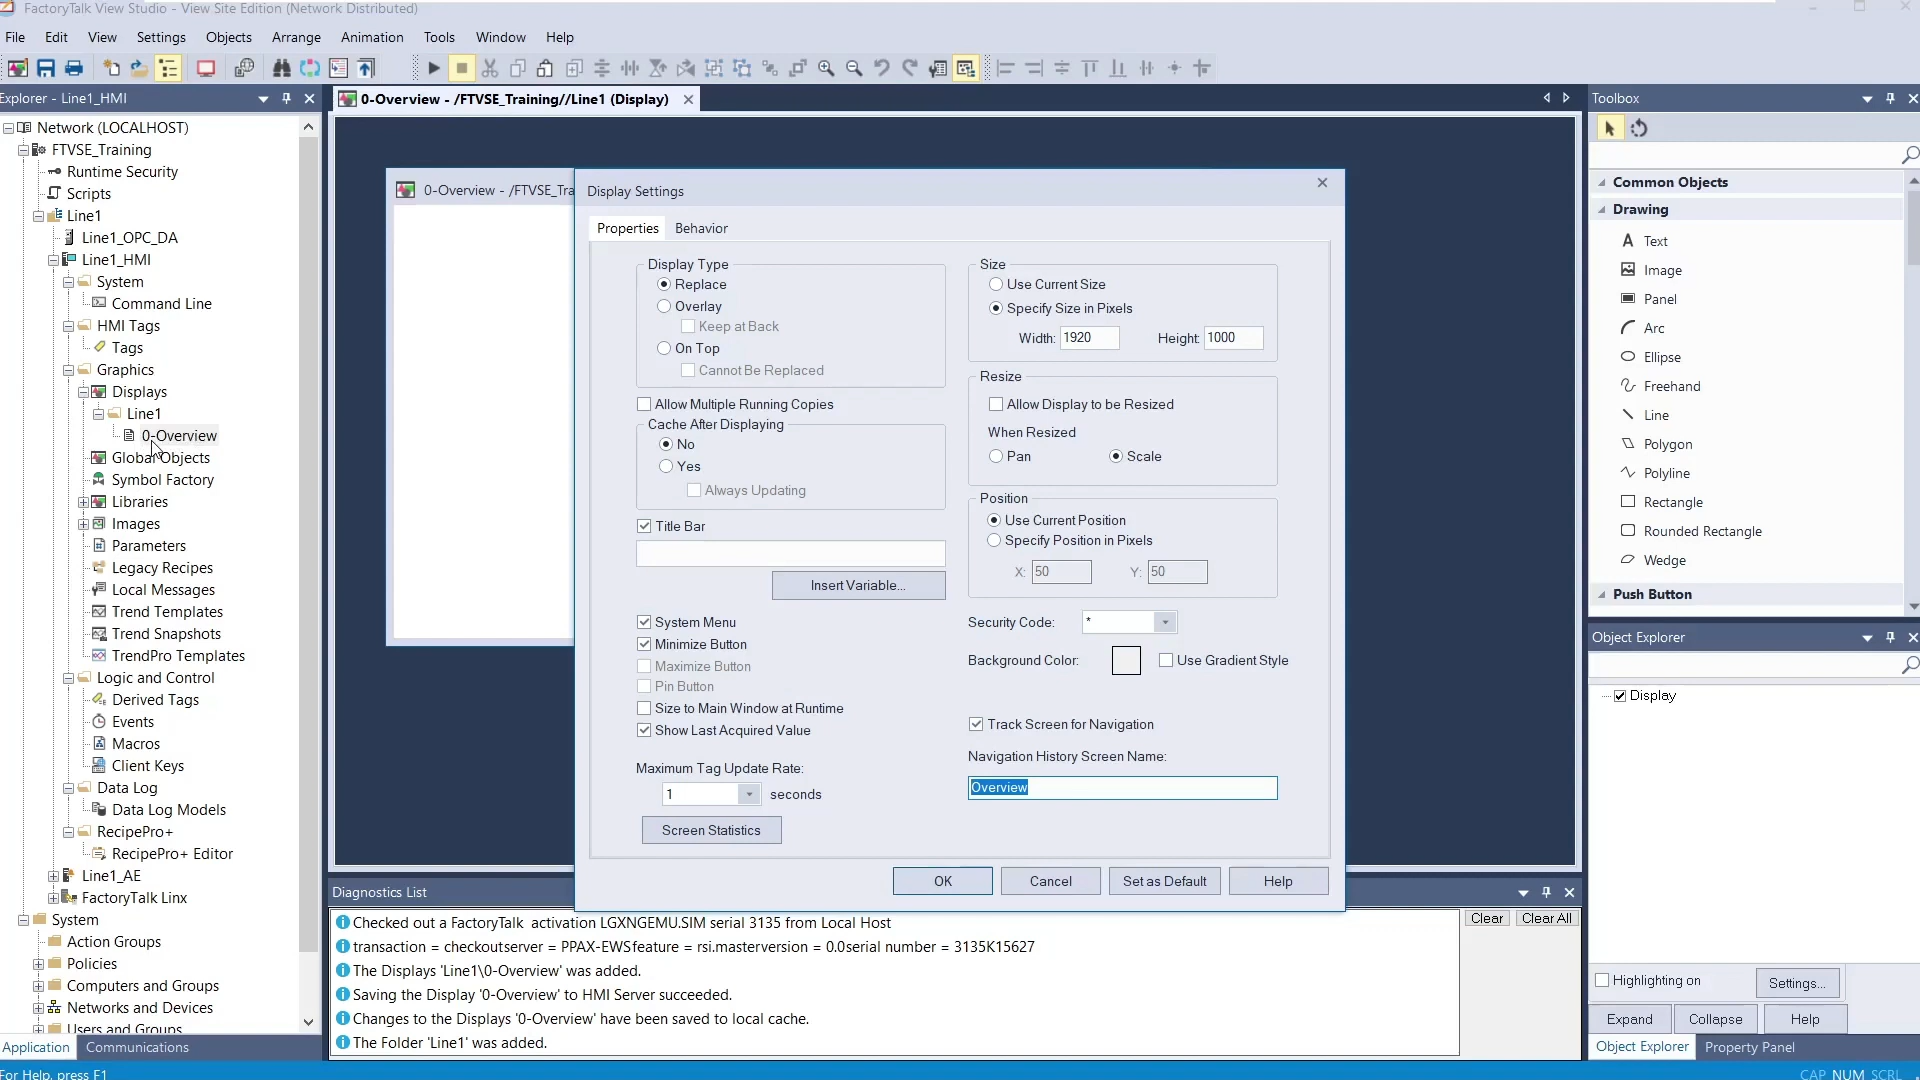 FactoryTalk View Studio - View Site Edition (Network Distributed)
File Edit View Settings Objects Arrange Animation Tools Window Help
Explorer - Line1_HMI
Network (LOCALHOST)
FTVSE_Training
Runtime Security
Scripts
Line1
Line1_OPC_DA
Line1_HMI
System
Command Line
HMI Tags
Tags
Graphics
Displays
Line1
0-Overview
Global Objects
Symbol Factory
Libraries
Images
Parameters
Legacy Recipes
Local Messages
Trend Templates
Trend Snapshots
TrendPro Templates
Logic and Control
Derived Tags
Events
Macros
Client Keys
Data Log
Data Log Models
RecipePro+
RecipePro+ Editor
Line1_AE
FactoryTalk Linx
System
Action Groups
Policies
Computers and Groups
Networks and Devices
Users and Groups
Application Communications
For Help, press F1
0-Overview - /FTVSE_Training//Line1 (Display)
0-Overview - /FTVSE_Tra
Display Settings
Properties Behavior
Display Type
Replace
Overlay
Keep at Back
On Top
Cannot Be Replaced
Allow Multiple Running Copies
Cache After Displaying
No
Yes
Always Updating
Title Bar
Insert Variable...
System Menu
Minimize Button
Maximize Button
Pin Button
Size to Main Window at Runtime
Show Last Acquired Value
Maximum Tag Update Rate:
1 seconds
Screen Statistics
Size
Use Current Size
Specify Size in Pixels
Width: 1920 Height: 1000
Resize
Allow Display to be Resized
When Resized
Pan Scale
Position
Use Current Position
Specify Position in Pixels
X: 50 Y: 50
Security Code: *
Background Color: Use Gradient Style
Track Screen for Navigation
Navigation History Screen Name:
Overview
OK Cancel Set as Default Help
Diagnostics List
Checked out a FactoryTalk activation LGXNGEMU.SIM serial 3135 from Local Host
transaction = checkoutserver = PPAX-EWSfeature = rsi.masterversion = 0.0serial number = 3135K15627
The Displays 'Line1\0-Overview' was added.
Saving the Display '0-Overview' to HMI Server succeeded.
Changes to the Displays '0-Overview' have been saved to local cache.
The Folder 'Line1' was added.
Clear Clear All
Toolbox
Common Objects
Drawing
Text
Image
Panel
Arc
Ellipse
Freehand
Line
Polygon
Polyline
Rectangle
Rounded Rectangle
Wedge
Push Button
Object Explorer
Display
Highlighting on Settings...
Expand Collapse Help
Object Explorer Property Panel
CAP NUM SCRL